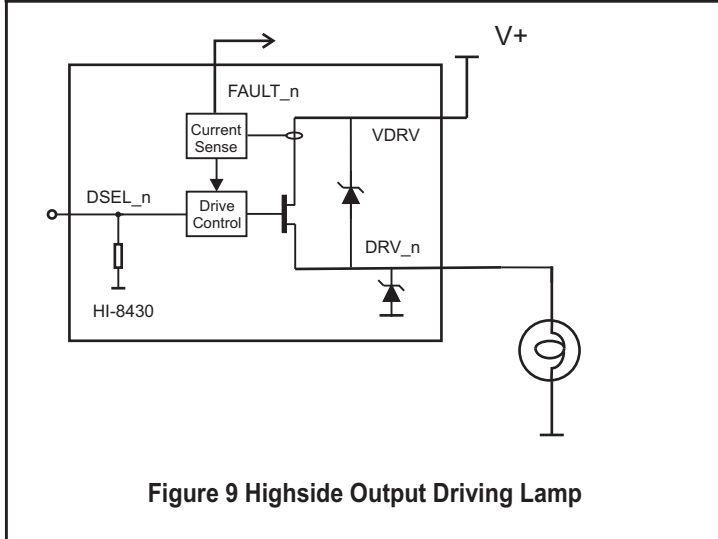 V+
FAULT_n
Current
Sense
VDRV
DSEL_n
Drive
Control
DRV_n
HI-8430
Figure 9 Highside Output Driving Lamp